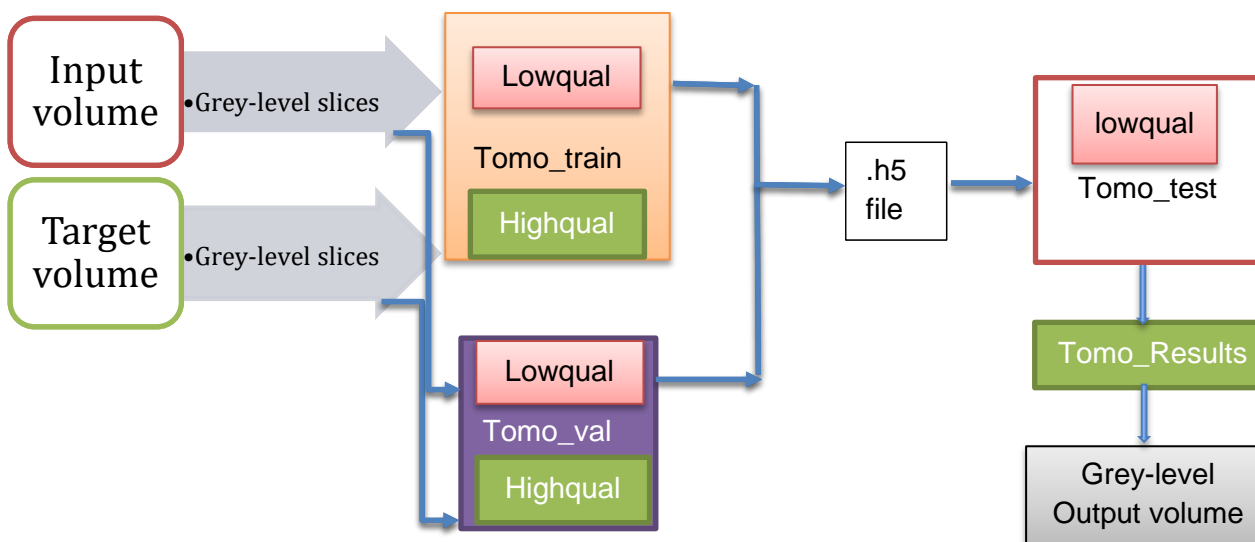 Input
volume
•Grey-level slices
Target
volume
•Grey-level slices
Lowqual
Tomo_train
Highqual
Lowqual
Tomo_val
Highqual
.h5
file
lowqual
Tomo_test
Tomo_Results
Grey-level
Output volume